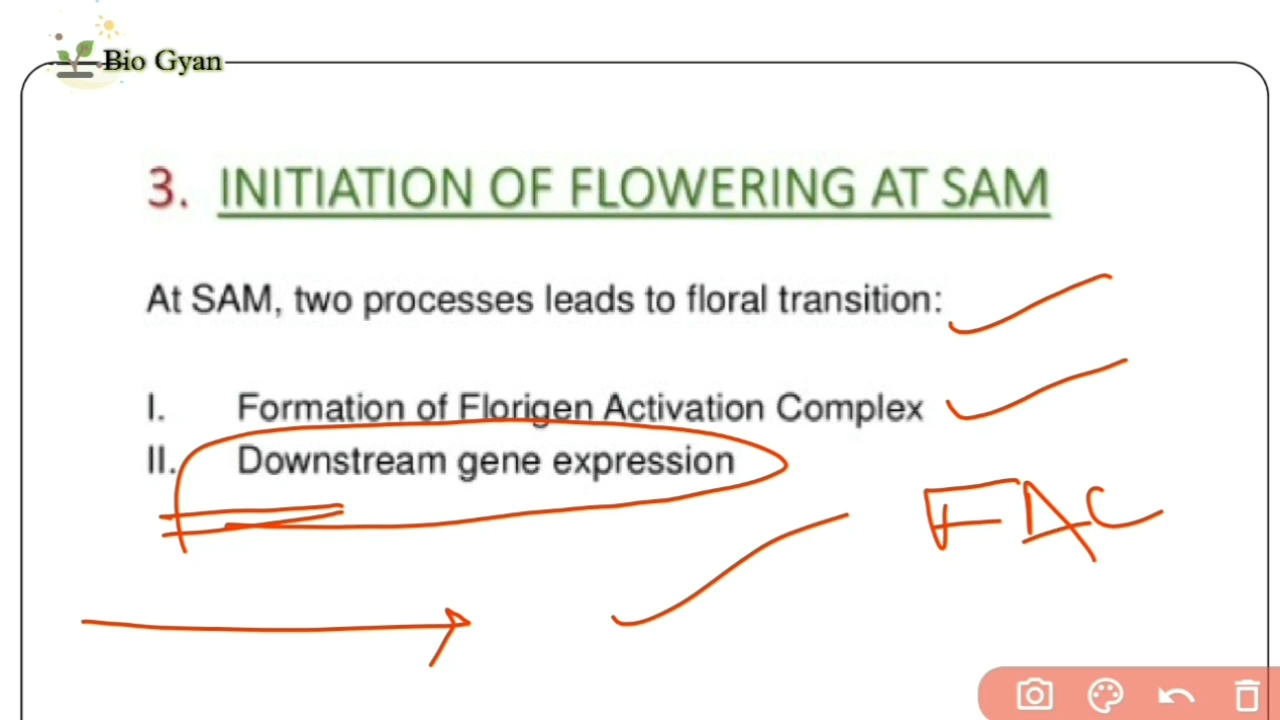 Bio Gyan
3. INITIATION OF FLOWERING AT SAM
At SAM, two processes leads to floral transition:
I. Formation of Florigen Activation Complex
II. Downstream gene expression
FAC